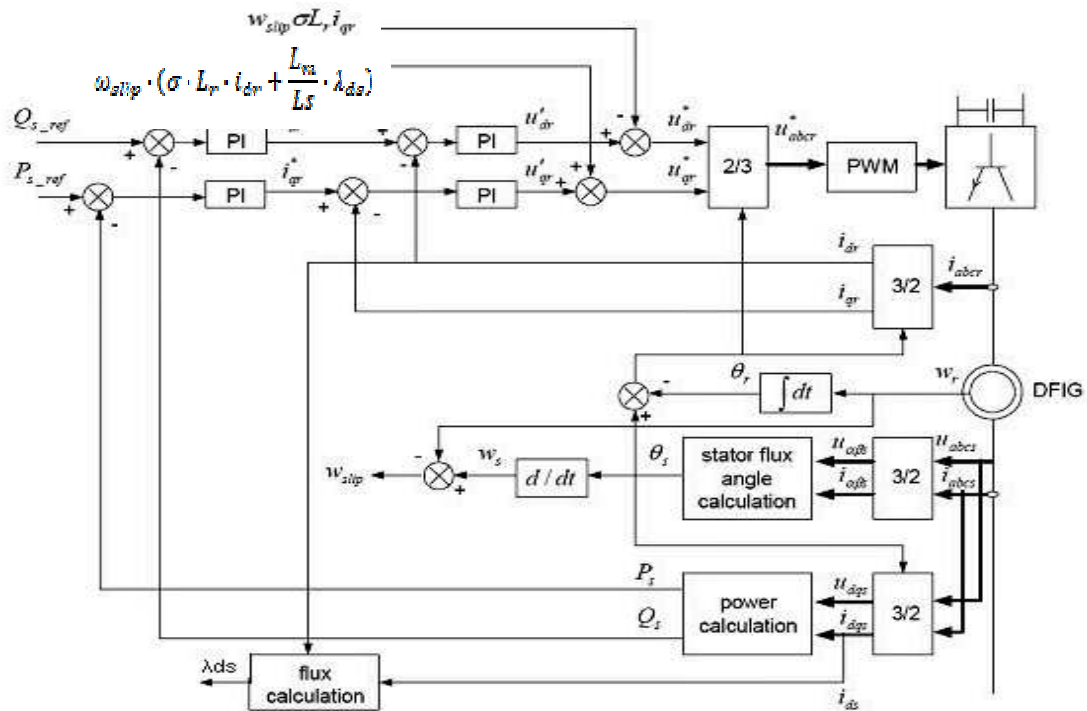 w_slip σL_r i_qr
ω_slip · (σ · L_r · i_dr + L_m/Ls · λ_ds)
Q_s_ref
+
-
PI
+
-
PI
u'_dr
+
-
u*_dr
P_s_ref
+
-
PI
i*_qr
+
-
PI
u'_qr
+
+
u*_qr
2/3
u*_abcr
PWM
i_dr
i_qr
3/2
i_abcr
-
+
θ_r
∫ dt
w_r
DFIG
w_slip
-
+
w_s
d / dt
θ_s
stator flux
angle
calculation
u_αβs
i_αβs
3/2
u_abcs
i_abcs
P_s
Q_s
power
calculation
u_dqs
i_dqs
3/2
λds
flux
calculation
i_ds